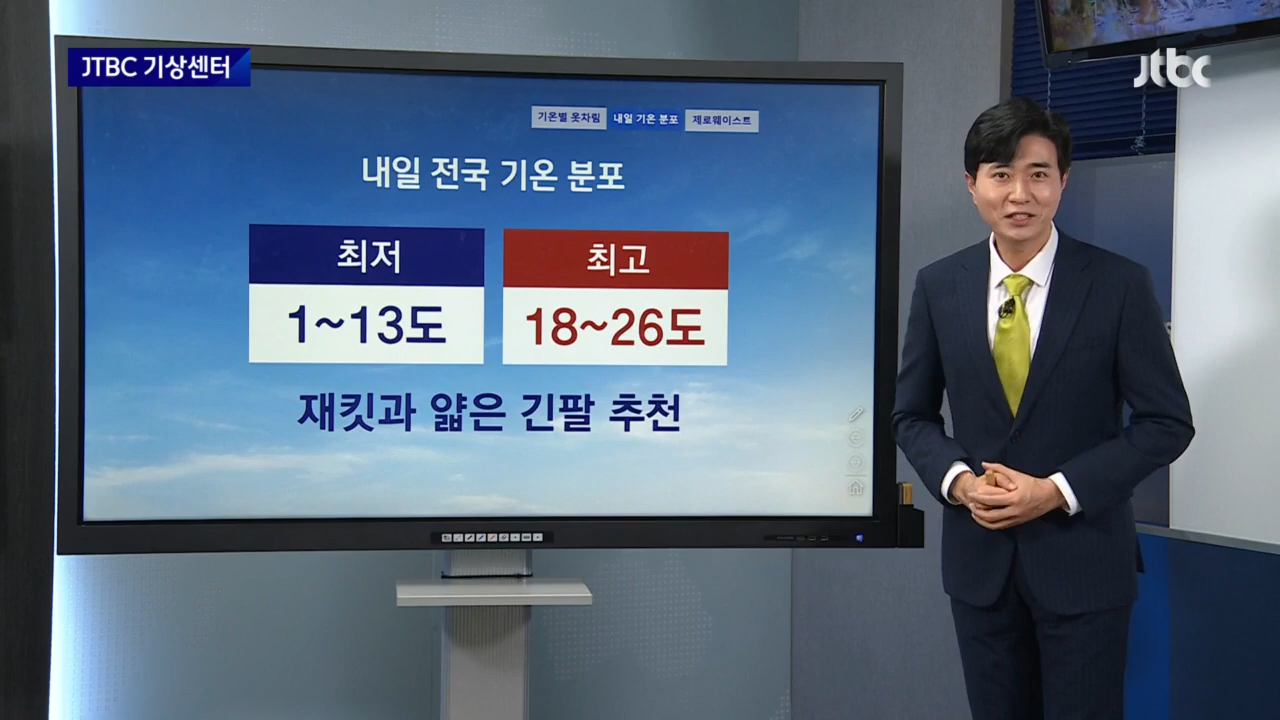 JTBC 기상센터
jtbc
기온별 옷차림 내일 기온 분포 제로웨이스트
내일 전국 기온 분포
최저 최고
1~13도 18~26도
재킷과 얇은 긴팔 추천